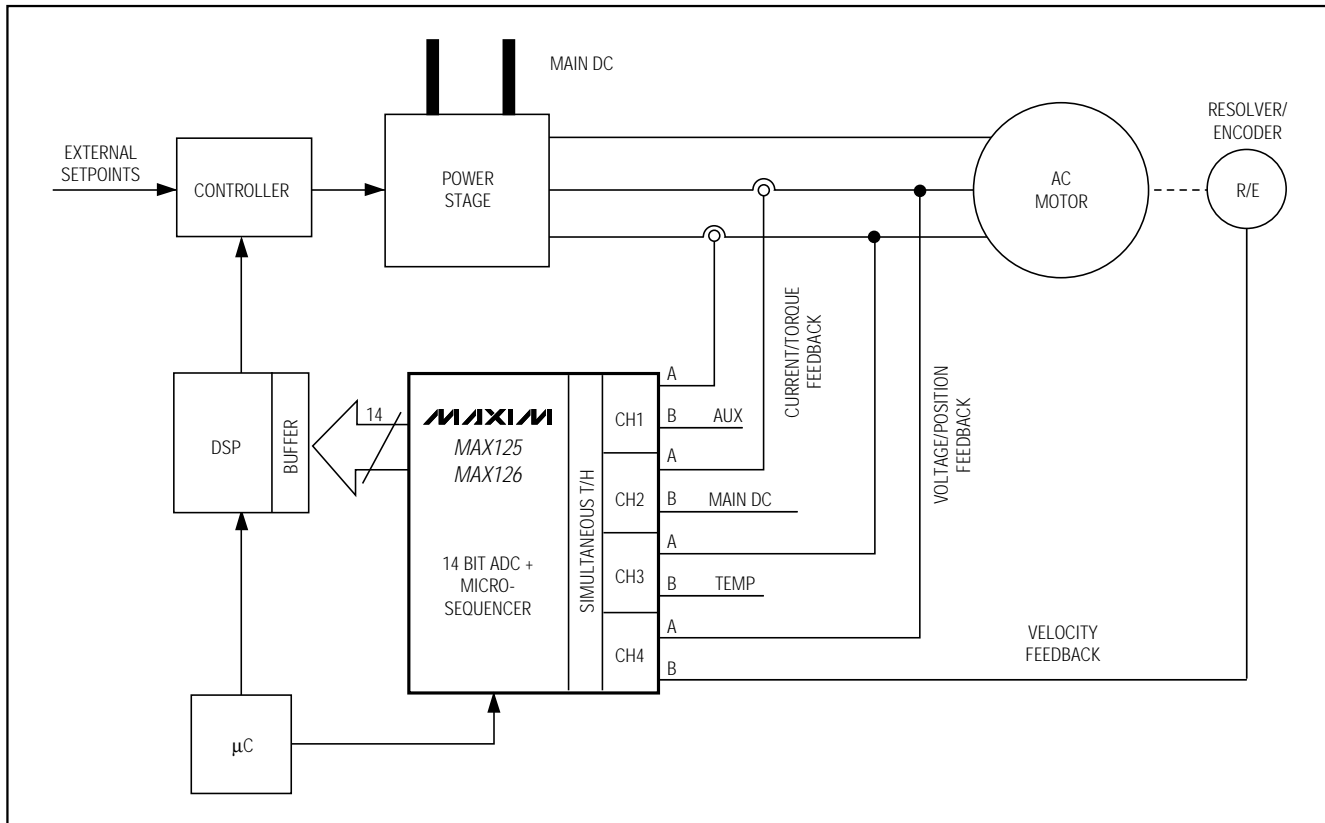 MAIN DC
RESOLVER/
ENCODER
EXTERNAL
SETPOINTS
CONTROLLER
POWER
STAGE
AC
MOTOR
R/E
CURRENT/TORQUE
FEEDBACK
VOLTAGE/POSITION
FEEDBACK
DSP
BUFFER
14
MAXIM
MAX125
MAX126
14 BIT ADC +
MICRO-
SEQUENCER
SIMULTANEOUS T/H
CH1
A
B AUX
CH2
A
B MAIN DC
CH3
A
B TEMP
CH4
A
B
VELOCITY
FEEDBACK
μC